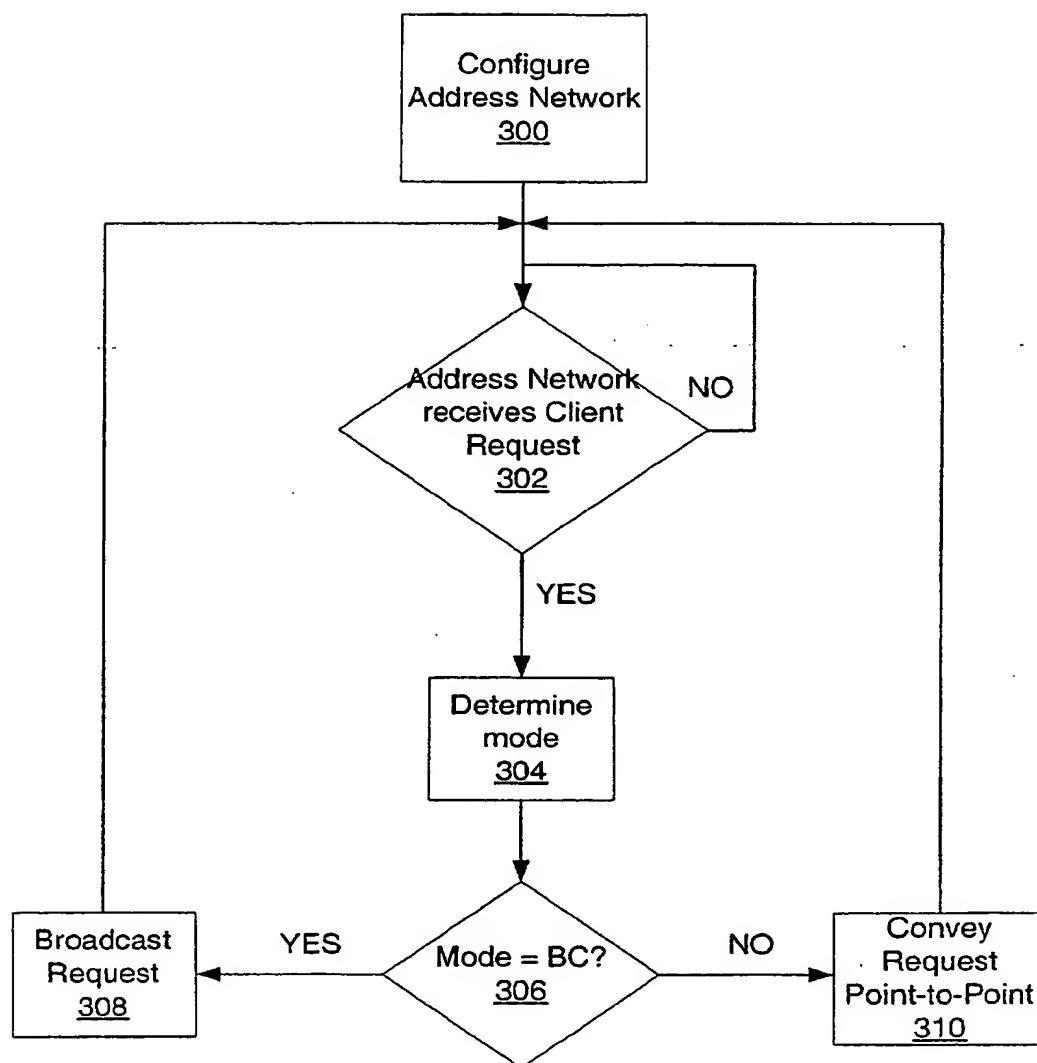 Configure
Address Network
300
Address Network
receives Client
Request
302
NO
YES
Determine
mode
304
Mode = BC?
306
YES
NO
Broadcast
Request
308
Convey
Request
Point-to-Point
310